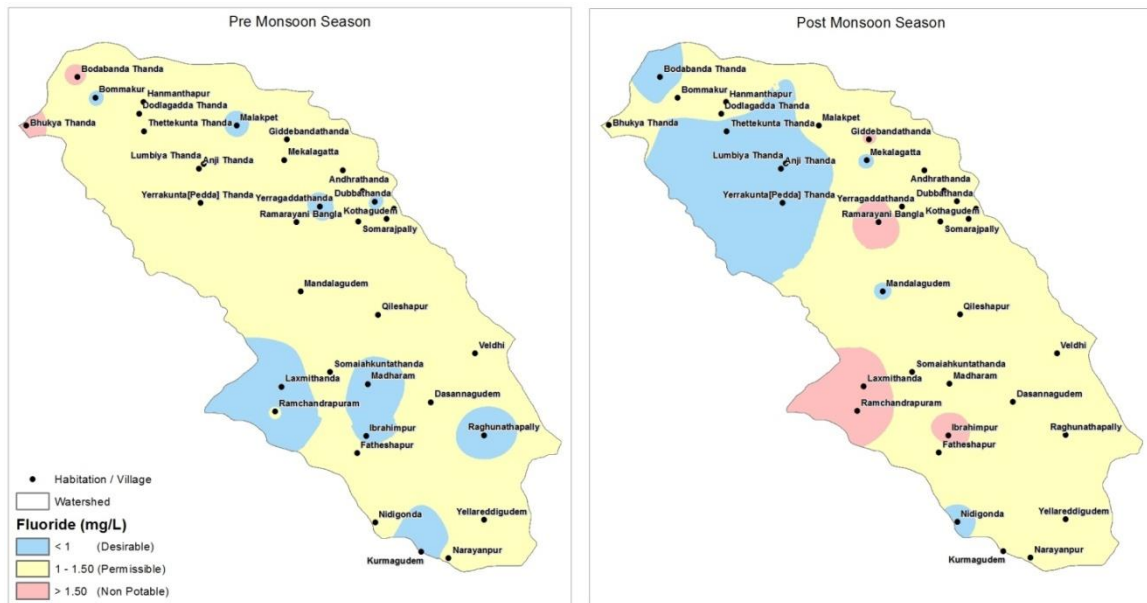 Pre Monsoon Season
Bodabanda Thanda
Bommakur
Hanmanthapur
Dodlagadda Thanda
Bhukya Thanda
Thettekunta Thanda
Malakpet
Giddebandathanda
Lumbiya Thanda
Anji Thanda
Mekalagatta
Andhrathanda
Yerrakunta[Pedda] Thanda
Yerragaddathanda
Dubbathanda
Ramarayani Bangla
Kothagudem
Somarajpally
Mandalagudem
Qileshapur
Veldhi
Somaiahkuntathanda
Laxmithanda
Madharam
Dasannagudem
Ramchandrapuram
Ibrahimpur
Raghunathapally
Fatheshapur
Nidigonda
Yellareddigudem
Kurmagudem
Narayanpur
Habitation / Village
Watershed
Fluoride (mg/L)
< 1 (Desirable)
1 - 1.50 (Permissible)
> 1.50 (Non Potable)
Post Monsoon Season
Bodabanda Thanda
Bommakur
Hanmanthapur
Dodlagadda Thanda
Bhukya Thanda
Thettekunta Thanda
Malakpet
Giddebandathanda
Lumbiya Thanda
Anji Thanda
Mekalagatta
Andhrathanda
Yerrakunta[Pedda] Thanda
Yerragaddathanda
Dubbathanda
Ramarayani Bangla
Kothagudem
Somarajpally
Mandalagudem
Qileshapur
Veldhi
Somaiahkuntathanda
Laxmithanda
Madharam
Dasannagudem
Ramchandrapuram
Ibrahimpur
Raghunathapally
Fatheshapur
Nidigonda
Yellareddigudem
Kurmagudem
Narayanpur